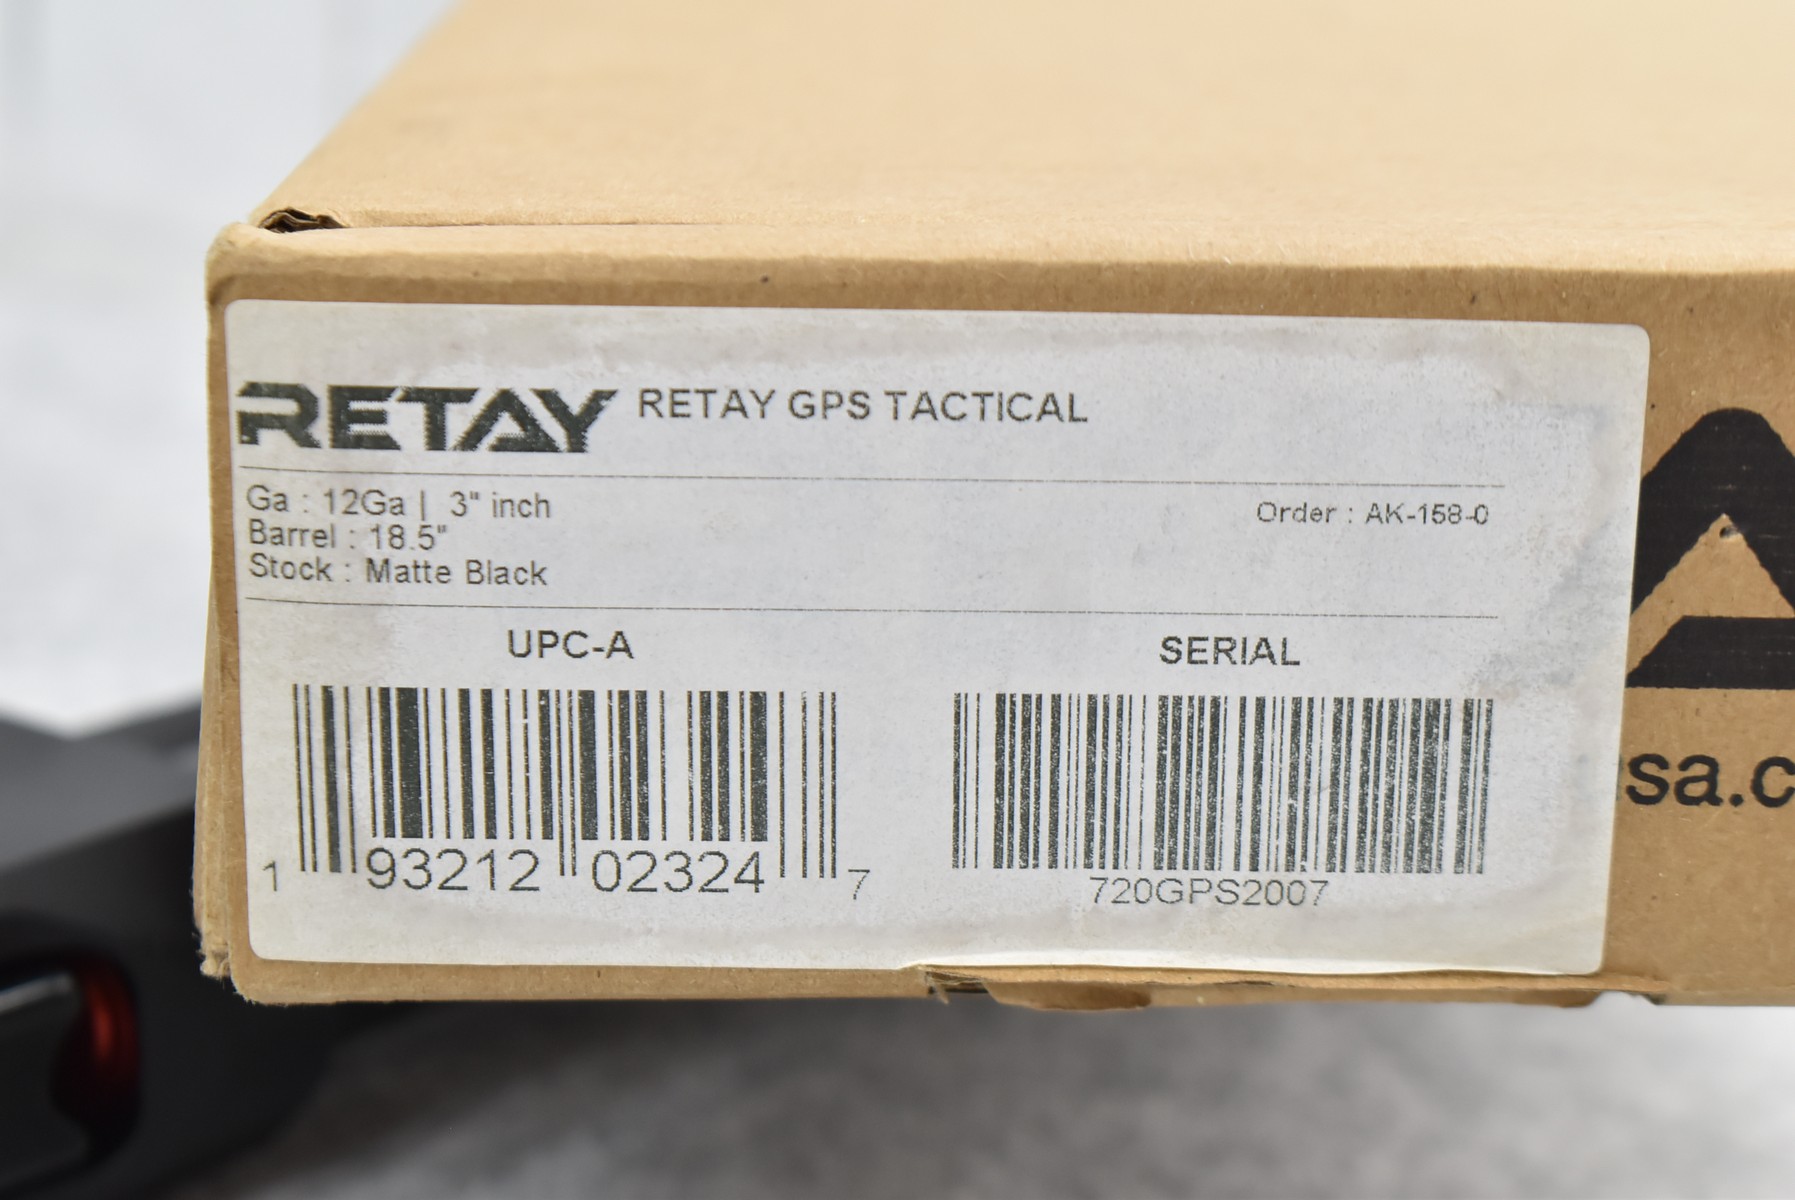 RETAY RETAY GPS TACTICAL
Ga : 12Ga | 3" inch
Order : AK-158-0
Barrel : 18.5"
Stock : Matte Black
UPC-A
SERIAL
1 93212 02324 7
720GPS2007
A
sa.c